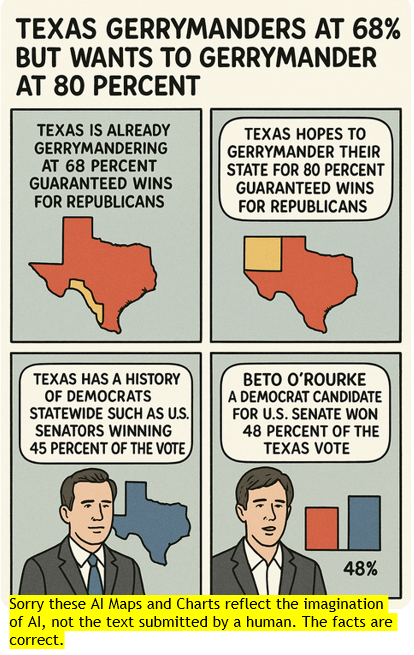 TEXAS GERRYMANDERS AT 68%
BUT WANTS TO GERRYMANDER
AT 80 PERCENT
TEXAS IS ALREADY
GERRYMANDERING
AT 68 PERCENT
GUARANTEED WINS
FOR REPUBLICANS
TEXAS HOPES TO
GERRYMANDER THEIR
STATE FOR 80 PERCENT
GUARANTEED WINS
FOR REPUBLICANS
TEXAS HAS A HISTORY
OF DEMOCRATS
STATEWIDE SUCH AS U.S.
SENATORS WINNING
45 PERCENT OF THE VOTE
BETO O'ROURKE
A DEMOCRAT CANDIDATE
FOR U.S. SENATE WON
48 PERCENT OF THE
TEXAS VOTE
48%
Sorry these AI Maps and Charts reflect the imagination
of AI, not the text submitted by a human. The facts are
correct.